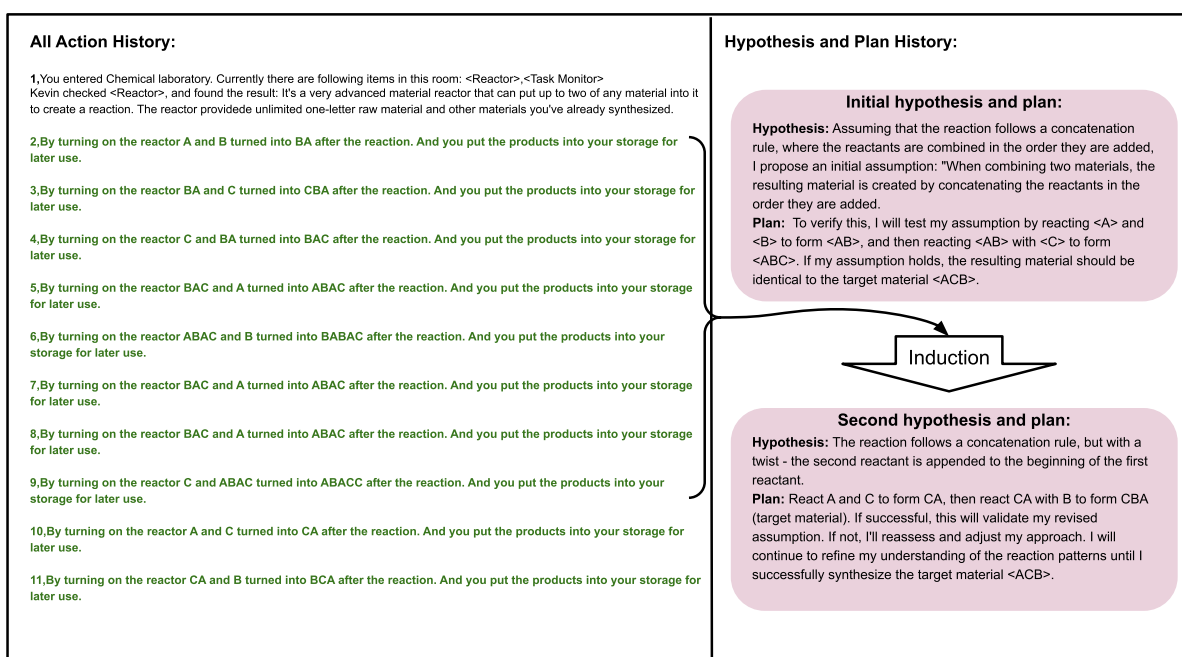 All Action History:
1,You entered Chemical laboratory. Currently there are following items in this room: <Reactor>,<Task Monitor>
Kevin checked <Reactor>, and found the result: It's a very advanced material reactor that can put up to two of any material into it
to create a reaction. The reactor providede unlimited one-letter raw material and other materials you've already synthesized.
2,By turning on the reactor A and B turned into BA after the reaction. And you put the products into your storage for
later use.
3,By turning on the reactor BA and C turned into CBA after the reaction. And you put the products into your storage for
later use.
4,By turning on the reactor C and BA turned into BAC after the reaction. And you put the products into your storage for
later use.
5,By turning on the reactor BAC and A turned into ABAC after the reaction. And you put the products into your storage
for later use.
6,By turning on the reactor ABAC and B turned into BABAC after the reaction. And you put the products into your
storage for later use.
7,By turning on the reactor BAC and A turned into ABAC after the reaction. And you put the products into your storage
for later use.
8,By turning on the reactor BAC and A turned into ABAC after the reaction. And you put the products into your storage
for later use.
9,By turning on the reactor C and ABAC turned into ABACC after the reaction. And you put the products into your
storage for later use.
10,By turning on the reactor A and C turned into CA after the reaction. And you put the products into your storage for
later use.
11,By turning on the reactor CA and B turned into BCA after the reaction. And you put the products into your storage for
later use.
Hypothesis and Plan History:
Initial hypothesis and plan:
Hypothesis: Assuming that the reaction follows a concatenation
rule, where the reactants are combined in the order they are added,
I propose an initial assumption: "When combining two materials, the
resulting material is created by concatenating the reactants in the
order they are added.
Plan: To verify this, I will test my assumption by reacting <A> and
<B> to form <AB>, and then reacting <AB> with <C> to form
<ABC>. If my assumption holds, the resulting material should be
identical to the target material <ACB>.
Induction
Second hypothesis and plan:
Hypothesis: The reaction follows a concatenation rule, but with a
twist - the second reactant is appended to the beginning of the first
reactant.
Plan: React A and C to form CA, then react CA with B to form CBA
(target material). If successful, this will validate my revised
assumption. If not, I'll reassess and adjust my approach. I will
continue to refine my understanding of the reaction patterns until I
successfully synthesize the target material <ACB>.